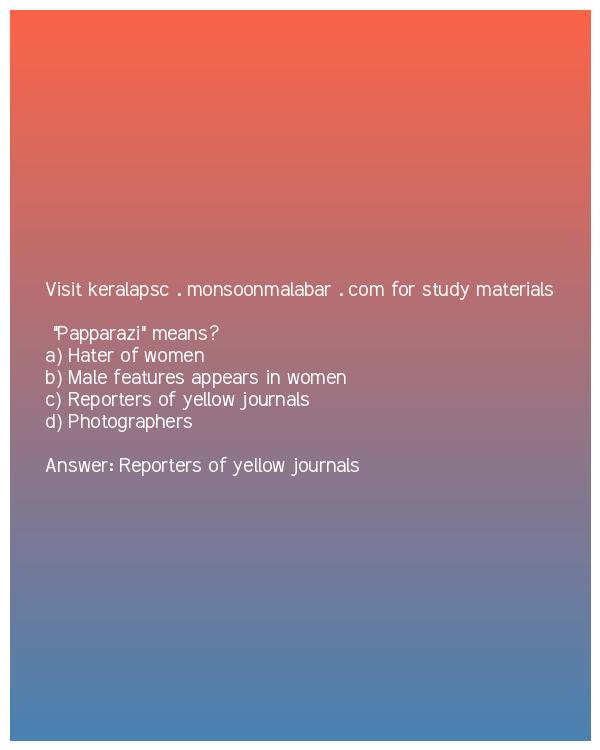 Visit keralapsc . monsoonmalabar . com for study materials
"Papparazi" means?
a) Hater of women
b) Male features appears in women
c) Reporters of yellow journals
d) Photographers
Answer: Reporters of yellow journals